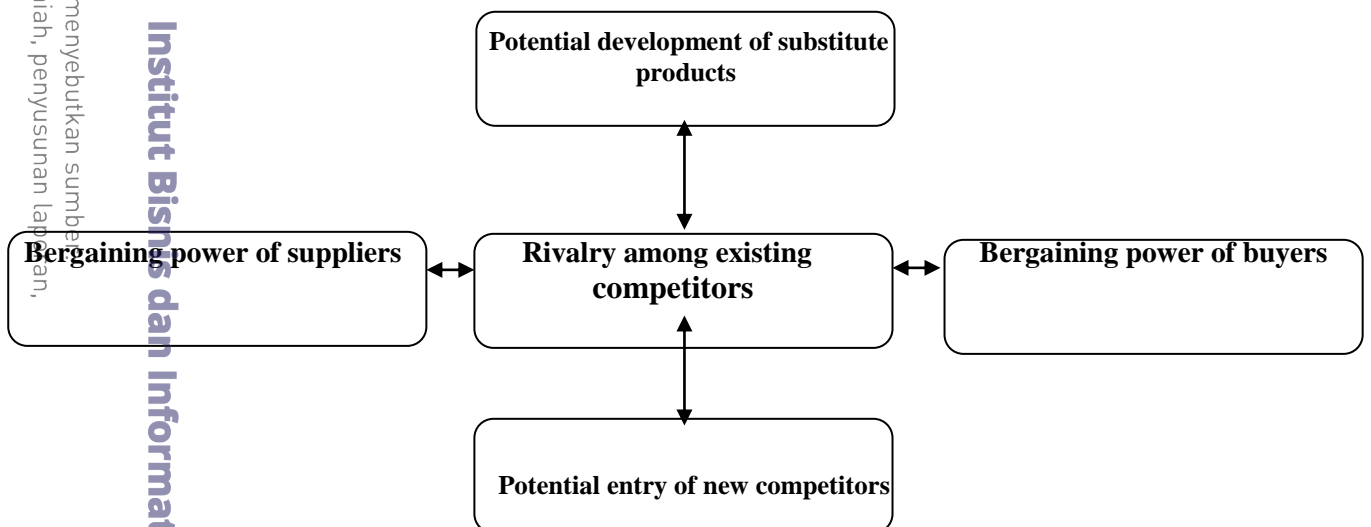 Potential development of substitute
products
Bergaining power of suppliers
Rivalry among existing
competitors
Bergaining power of buyers
Potential entry of new competitors
menyebutkan sumber
iah, penyusunan laporan,
Institut Bisnis dan Informat